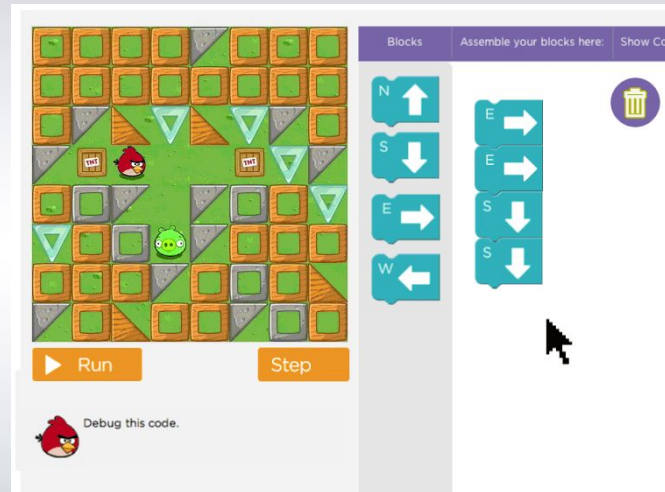 Blocks
Assemble your blocks here:
Show Co
N
S
E
W
E
E
S
S
TNT
TNT
Run
Step
Debug this code.